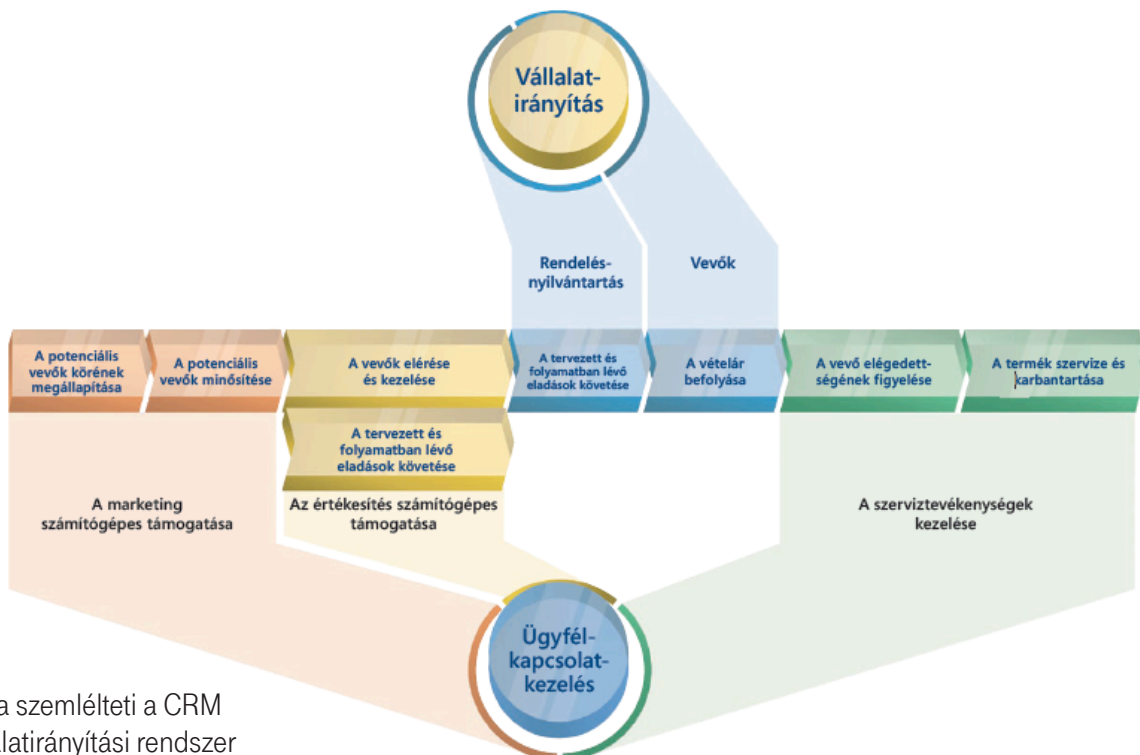 Vállalat-
irányítás
Rendelés-
nyilvántartás
Vevők
A potenciális
vevők körének
megállapítása
A potenciális
vevők minősítése
A vevők elérése
és kezelése
A tervezett és
folyamatban lévő
eladások követése
A vételár
befolyása
A vevő elégedett-
ségének figyelése
A termék szervize és
karbantartása
A tervezett és
folyamatban lévő
eladások követése
A marketing
számítógépes támogatása
Az értékesítés számítógépes
támogatása
A szerviztevékenységek
kezelése
Ügyfél-
kapcsolat-
kezelés
a szemlélteti a CRM
latirányítási rendszer